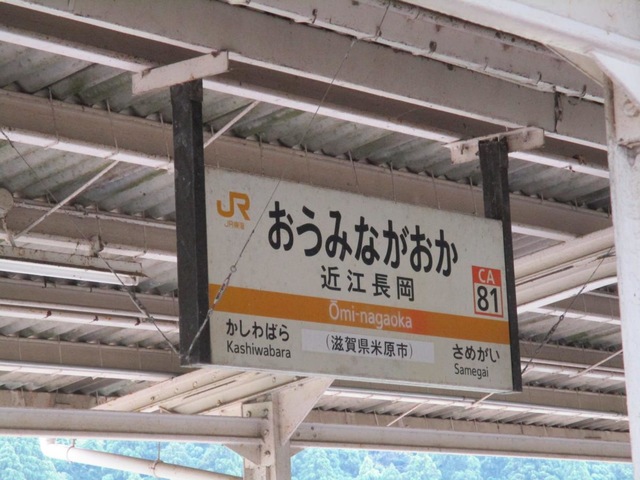 JR
JR東海
おうみながおか
近江長岡
CA
81
Ōmi-nagaoka
かしわばら
Kashiwabara
（滋賀県米原市）
さめがい
Samegai